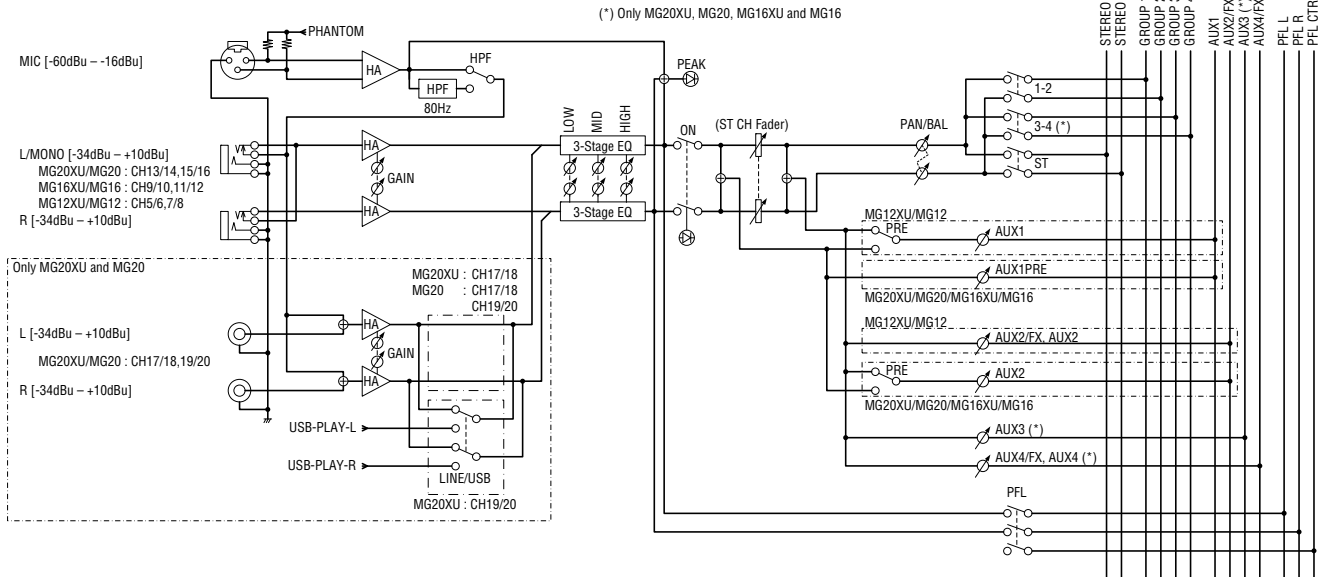 (*) Only MG20XU, MG20, MG16XU and MG16
STEREO
STEREO
GROUP
GROUP
GROUP
GROUP
AUX1
AUX2/FX
AUX3 (*)
AUX4/FX
PFL L
PFL R
PFL CTR
PHANTOM
MIC [-60dBu – -16dBu]
HA
HPF
HPF
80Hz
PEAK
LOW
MID
HIGH
ON
(ST CH Fader)
PAN/BAL
1-2
3-4 (*)
ST
L/MONO [-34dBu – +10dBu]
MG20XU/MG20 : CH13/14,15/16
MG16XU/MG16 : CH9/10,11/12
MG12XU/MG12 : CH5/6,7/8
R [-34dBu – +10dBu]
HA
GAIN
HA
3-Stage EQ
3-Stage EQ
MG12XU/MG12
PRE
AUX1
AUX1PRE
MG20XU/MG20/MG16XU/MG16
MG12XU/MG12
AUX2/FX, AUX2
PRE
AUX2
MG20XU/MG20/MG16XU/MG16
AUX3 (*)
AUX4/FX, AUX4 (*)
PFL
Only MG20XU and MG20
MG20XU : CH17/18
MG20 : CH17/18
CH19/20
L [-34dBu – +10dBu]
MG20XU/MG20 : CH17/18,19/20
R [-34dBu – +10dBu]
HA
GAIN
HA
USB-PLAY-L
USB-PLAY-R
LINE/USB
MG20XU : CH19/20